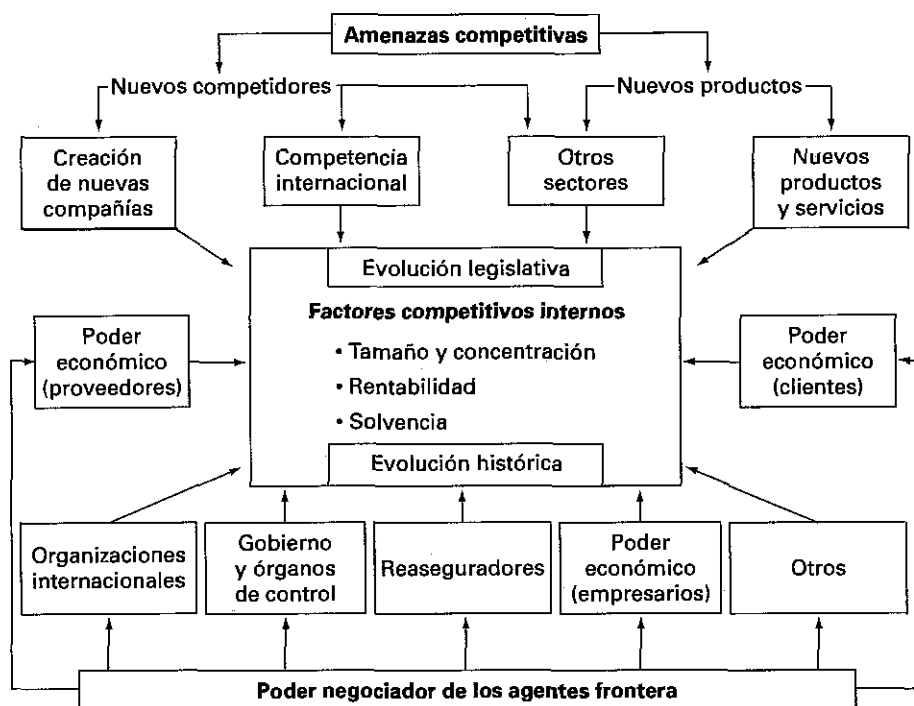 Amenazas competitivas
Nuevos competidores
Nuevos productos
Creación
de nuevas
compañías
Competencia
internacional
Otros
sectores
Nuevos
productos
y servicios
Evolución legislativa
Factores competitivos internos
• Tamaño y concentración
• Rentabilidad
• Solvencia
Evolución histórica
Poder
económico
(proveedores)
Poder
económico
(clientes)
Organizaciones
internacionales
Gobierno
y órganos
de control
Reaseguradores
Poder
económico
(empresarios)
Otros
Poder negociador de los agentes frontera